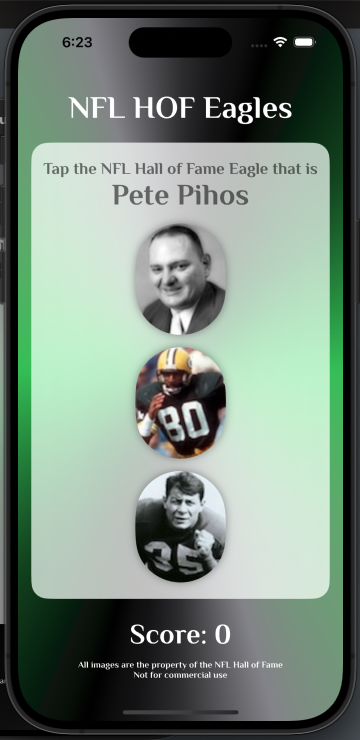 6:23
NFL HOF Eagles
Tap the NFL Hall of Fame Eagle that is
Pete Pihos
80
35
Score: 0
All images are the property of the NFL Hall of Fame
Not for commercial use